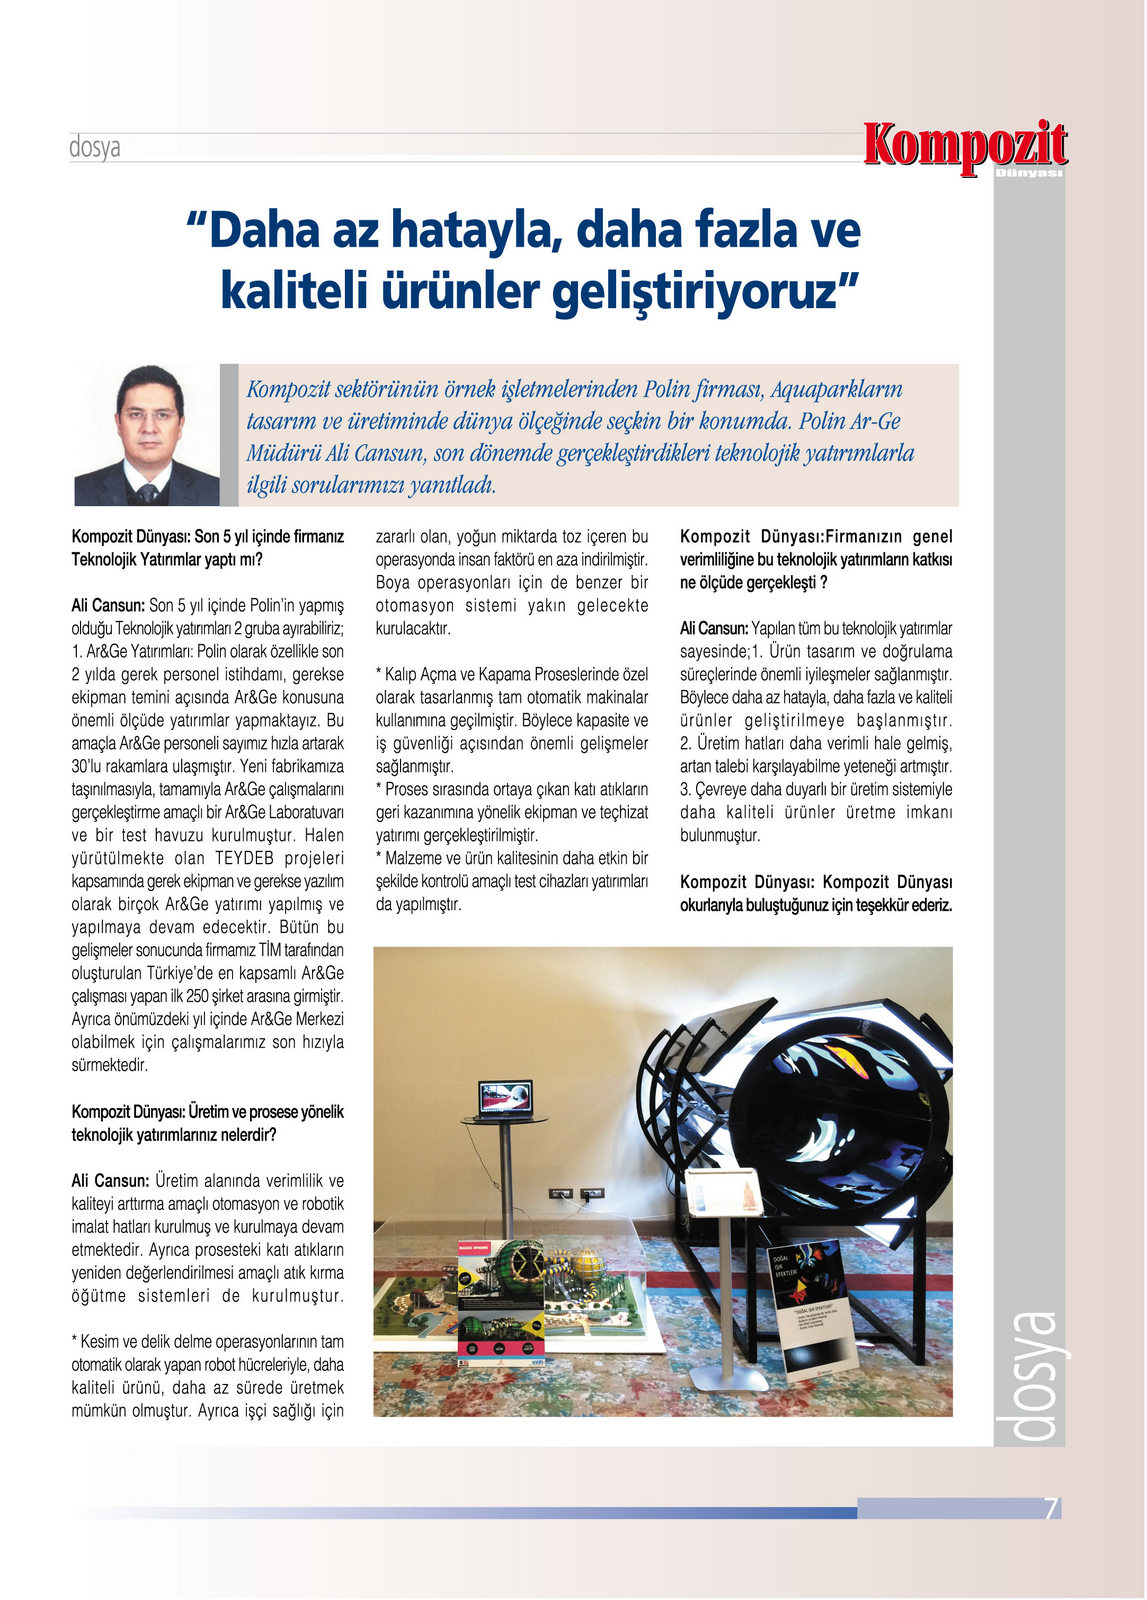 dosya
Kompozit
Dünyası
“Daha az hatayla, daha fazla ve
kaliteli ürünler geliştiriyoruz”
Kompozit sektörünün örnek işletmelerinden Polin firması, Aquaparkların
tasarım ve üretiminde dünya ölçeğinde seçkin bir konumda. Polin Ar-Ge
Müdürü Ali Cansun, son dönemde gerçekleştirdikleri teknolojik yatırımlarla
ilgili sorularımızı yanıtladı.
Kompozit Dünyası: Son 5 yıl içinde firmanız
Teknolojik Yatırımlar yaptı mı?
Ali Cansun: Son 5 yıl içinde Polin’in yapmış
olduğu Teknolojik yatırımları 2 gruba ayırabiliriz;
1. Ar&Ge Yatırımları: Polin olarak özellikle son
2 yılda gerek personel istihdamı, gerekse
ekipman temini açısında Ar&Ge konusuna
önemli ölçüde yatırımlar yapmaktayız. Bu
amaçla Ar&Ge personeli sayımız hızla artarak
30’lu rakamlara ulaşmıştır. Yeni fabrikamıza
taşınılmasıyla, tamamıyla Ar&Ge çalışmalarını
gerçekleştirme amaçlı bir Ar&Ge Laboratuvarı
ve bir test havuzu kurulmuştur. Halen
yürütülmekte olan TEYDEB projeleri
kapsamında gerek ekipman ve gerekse yazılım
olarak birçok Ar&Ge yatırımı yapılmış ve
yapılmaya devam edecektir. Bütün bu
gelişmeler sonucunda firmamız TİM tarafından
oluşturulan Türkiye’de en kapsamlı Ar&Ge
çalışması yapan ilk 250 şirket arasına girmiştir.
Ayrıca önümüzdeki yıl içinde Ar&Ge Merkezi
olabilmek için çalışmalarımız son hızıyla
sürmektedir.
Kompozit Dünyası: Üretim ve prosese yönelik
teknolojik yatırımlarınız nelerdir?
Ali Cansun: Üretim alanında verimlilik ve
kaliteyi arttırma amaçlı otomasyon ve robotik
imalat hatları kurulmuş ve kurulmaya devam
etmektedir. Ayrıca prosesteki katı atıkların
yeniden değerlendirilmesi amaçlı atık kırma
öğütme sistemleri de kurulmuştur.
* Kesim ve delik delme operasyonlarının tam
otomatik olarak yapan robot hücreleriyle, daha
kaliteli ürünü, daha az sürede üretmek
mümkün olmuştur. Ayrıca işçi sağlığı için
zararlı olan, yoğun miktarda toz içeren bu
operasyonda insan faktörü en aza indirilmiştir.
Boya operasyonları için de benzer bir
otomasyon sistemi yakın gelecekte
kurulacaktır.
* Kalıp Açma ve Kapama Proseslerinde özel
olarak tasarlanmış tam otomatik makinalar
kullanımına geçilmiştir. Böylece kapasite ve
iş güvenliği açısından önemli gelişmeler
sağlanmıştır.
* Proses sırasında ortaya çıkan katı atıkların
geri kazanımına yönelik ekipman ve teçhizat
yatırımı gerçekleştirilmiştir.
* Malzeme ve ürün kalitesinin daha etkin bir
şekilde kontrolü amaçlı test cihazları yatırımları
da yapılmıştır.
Kompozit Dünyası:Firmanızın genel
verimliliğine bu teknolojik yatırımların katkısı
ne ölçüde gerçekleşti ?
Ali Cansun: Yapılan tüm bu teknolojik yatırımlar
sayesinde;1. Ürün tasarım ve doğrulama
süreçlerinde önemli iyileşmeler sağlanmıştır.
Böylece daha az hatayla, daha fazla ve kaliteli
ürünler geliştirilmeye başlanmıştır.
2. Üretim hatları daha verimli hale gelmiş,
artan talebi karşılayabilme yeteneği artmıştır.
3. Çevreye daha duyarlı bir üretim sistemiyle
daha kaliteli ürünler üretme imkanı
bulunmuştur.
Kompozit Dünyası: Kompozit Dünyası
okurlarıyla buluştuğunuz için teşekkür ederiz.
MAGIC SPHERE
DOĞAL
IŞIK
EFEKTLERİ
"DOĞAL IŞIK EFEKTLERİ"
dosya
7